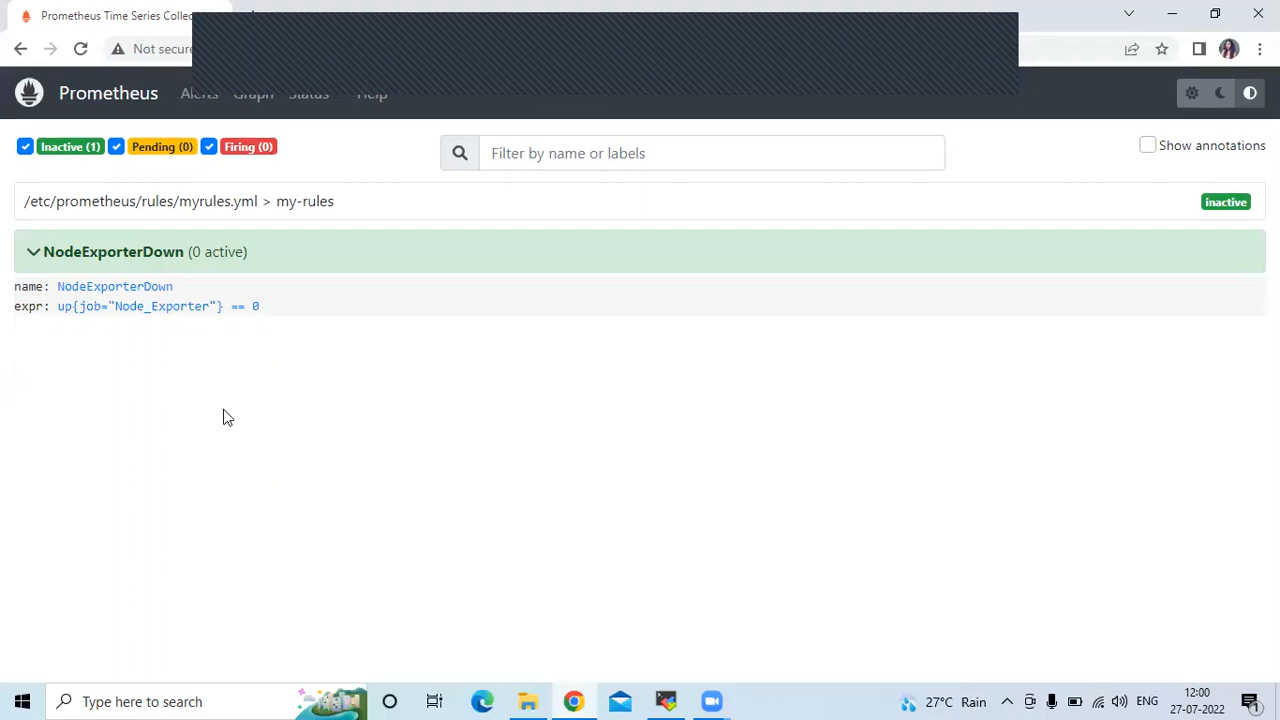 Prometheus Time Series Collec
Not secure
Prometheus Alerts Graph Status Help
Inactive (1) Pending (0) Firing (0)
Filter by name or labels
Show annotations
/etc/prometheus/rules/myrules.yml > my-rules
inactive
NodeExporterDown (0 active)
name: NodeExporterDown
expr: up{job="Node_Exporter"} == 0
Type here to search
27°C Rain
ENG
12:00
27-07-2022
1